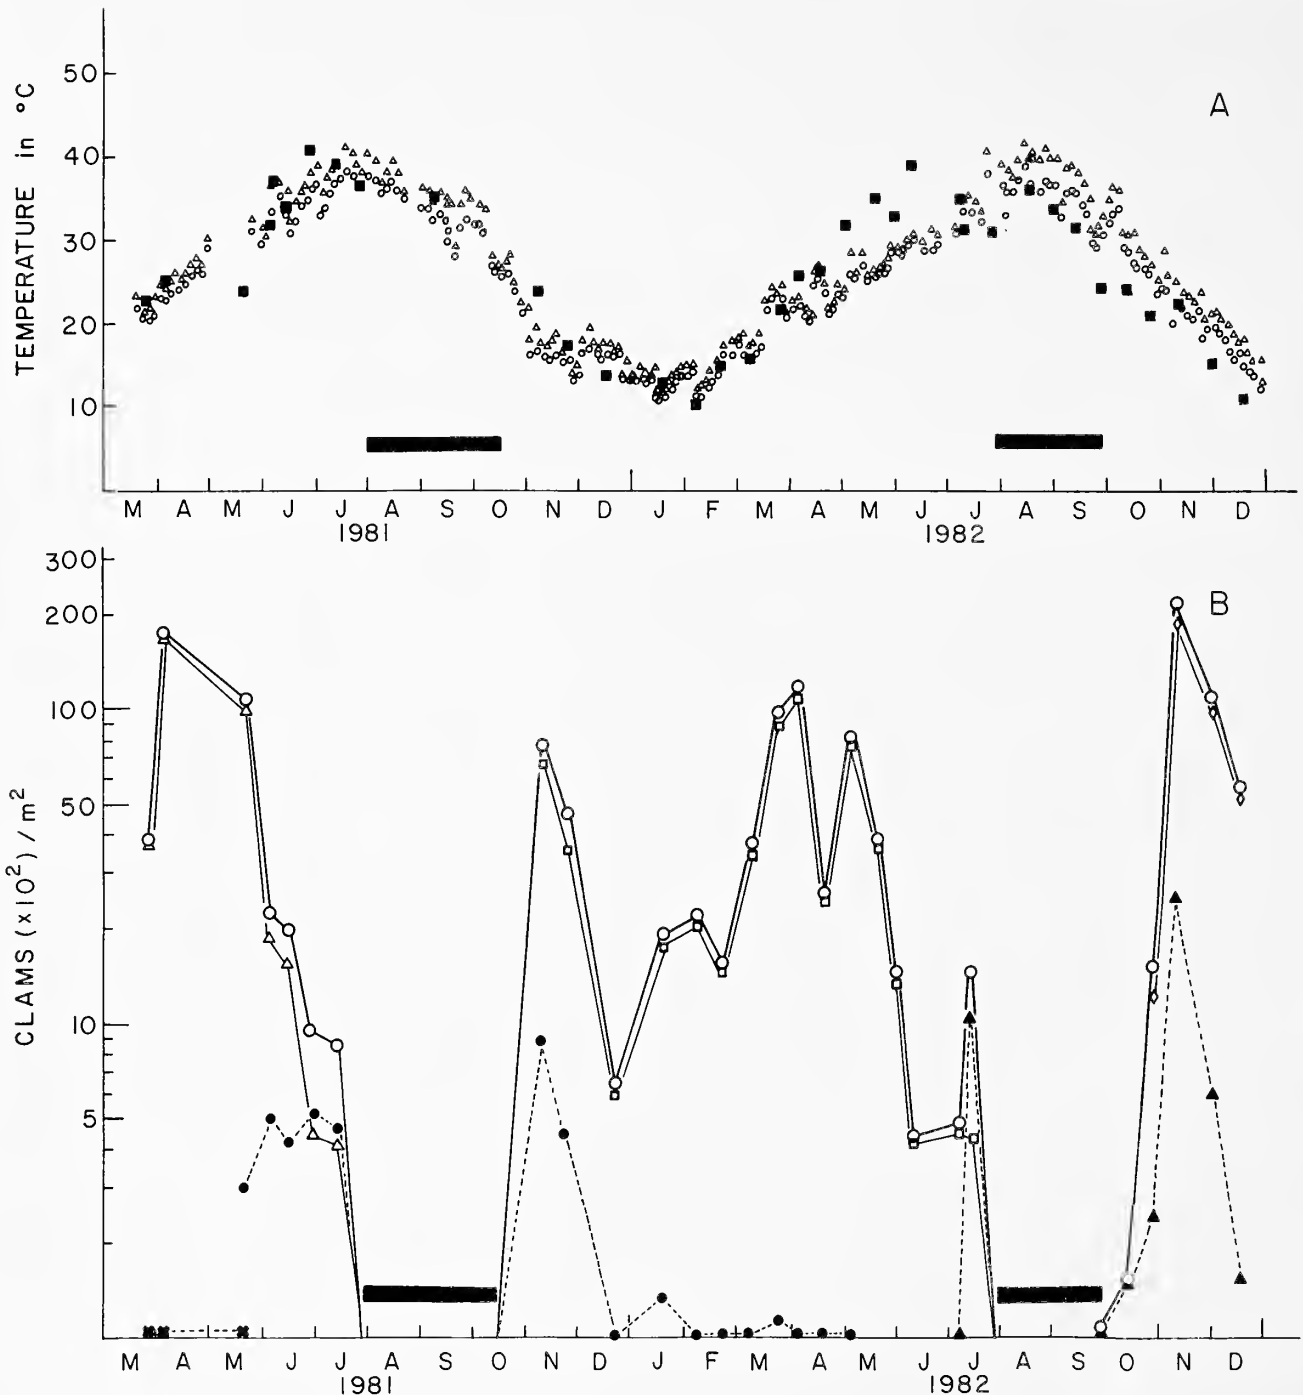 A
TEMPERATURE in °C
50
40
30
20
10
M A M J J A S O N D J F M A M J J A S O N D
1981 1982
B
CLAMS (x10²) / m²
300
200
100
50
10
5
M A M J J A S O N D J F M A M J J A S O N D
1981 1982